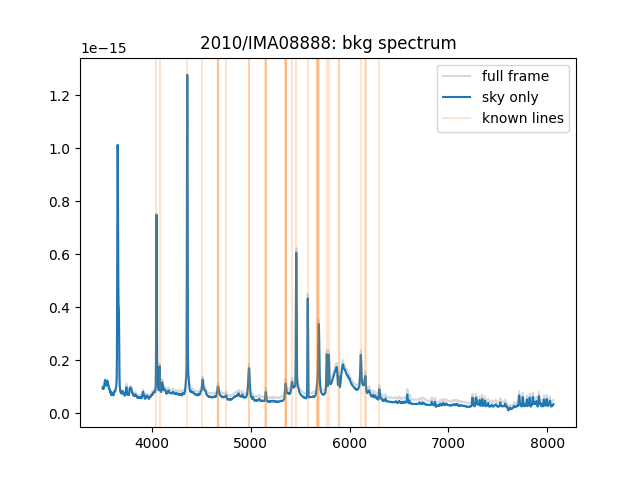 2010/IMA08888: bkg spectrum
1e−15
full frame
sky only
known lines
1.2
1.0
0.8
0.6
0.4
0.2
0.0
4000 5000 6000 7000 8000